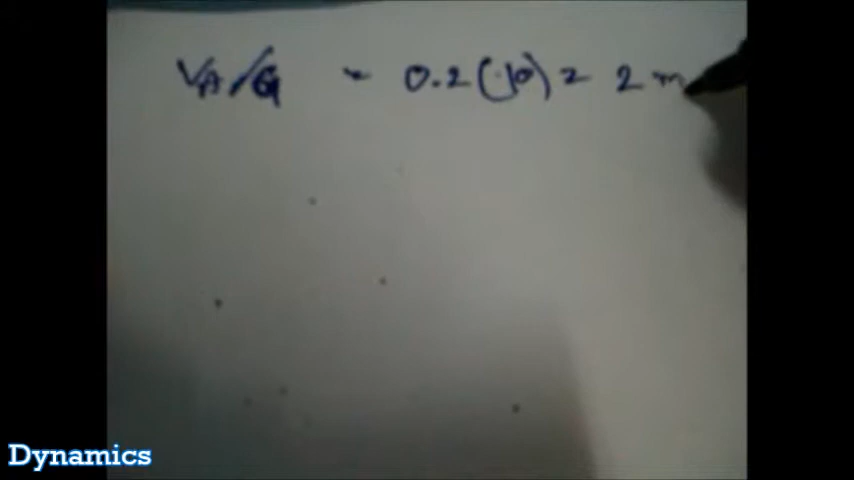 VA/G = 0.2(10) = 2 m
Dynamics